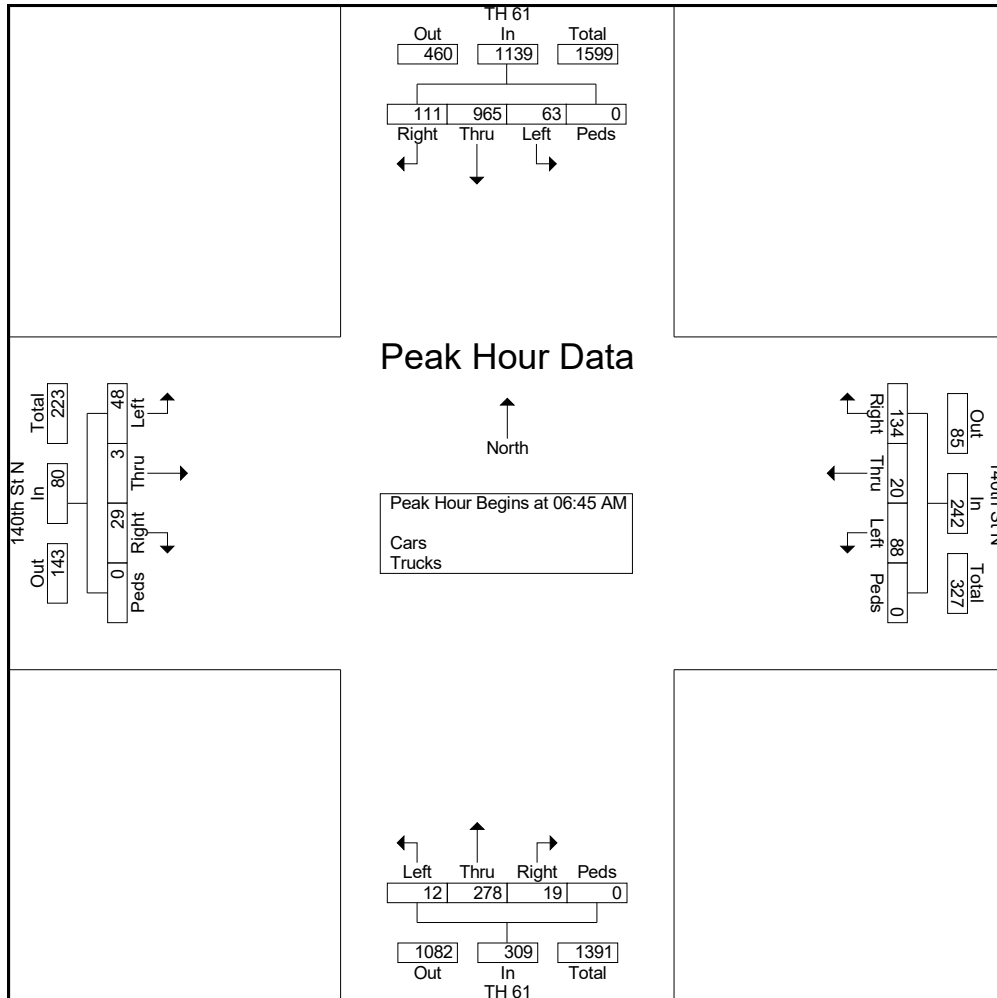 TH 61
Out In Total
460 1139 1599
111 965 63 0
Right Thru Left Peds
Peak Hour Data
North
Peak Hour Begins at 06:45 AM
Cars
Trucks
140th St N
Total In Out
223 80 143
48 3 29 0
Left Thru Right Peds
140th St N
Out In Total
85 242 327
134 20 88 0
Right Thru Left Peds
Left Thru Right Peds
12 278 19 0
1082 309 1391
Out In Total
TH 61